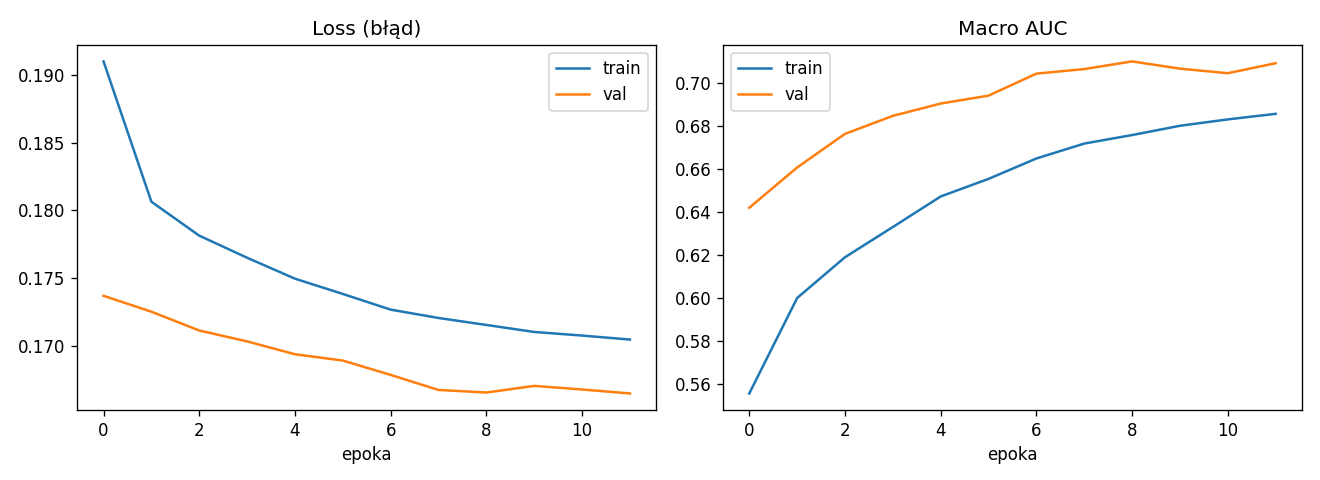 Loss (błąd)
train
val
0.190
0.185
0.180
0.175
0.170
0 2 4 6 8 10
epoka
Macro AUC
train
val
0.70
0.68
0.66
0.64
0.62
0.60
0.58
0.56
0 2 4 6 8 10
epoka